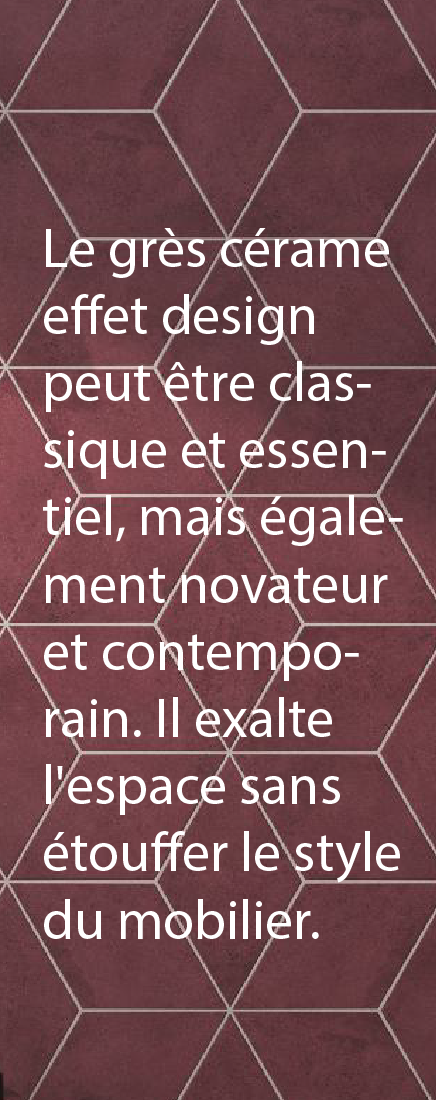 Le grès cérame
effet design
peut être clas-
sique et essen-
tiel, mais égale-
ment novateur
et contempo-
rain. Il exalte
l'espace sans
étouffer le style
du mobilier.